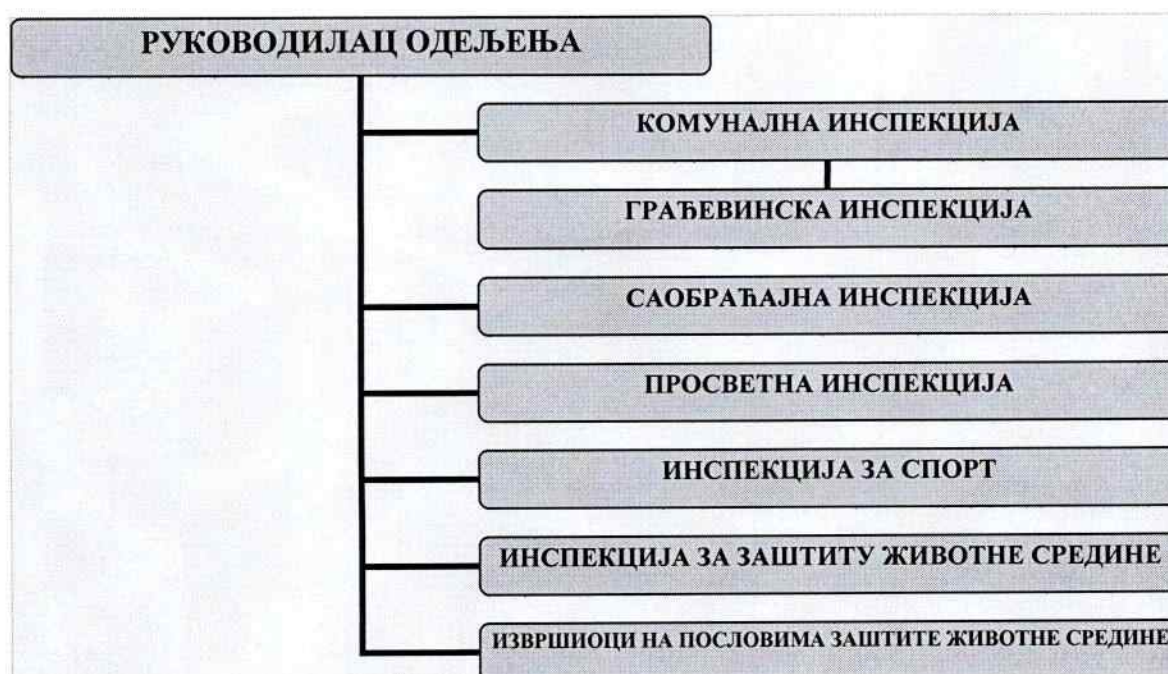 РУКОВОДИЛАЦ ОДЕЉЕЊА
КОМУНАЛНА ИНСПЕКЦИЈА
ГРАЂЕВИНСКА ИНСПЕКЦИЈА
САОБРАЋАЈНА ИНСПЕКЦИЈА
ПРОСВЕТНА ИНСПЕКЦИЈА
ИНСПЕКЦИЈА ЗА СПОРТ
ИНСПЕКЦИЈА ЗА ЗАШТИТУ ЖИВОТНЕ СРЕДИНЕ
ИЗВРШИОЦИ НА ПОСЛОВИМА ЗАШТИТЕ ЖИВОТНЕ СРЕДИНЕ